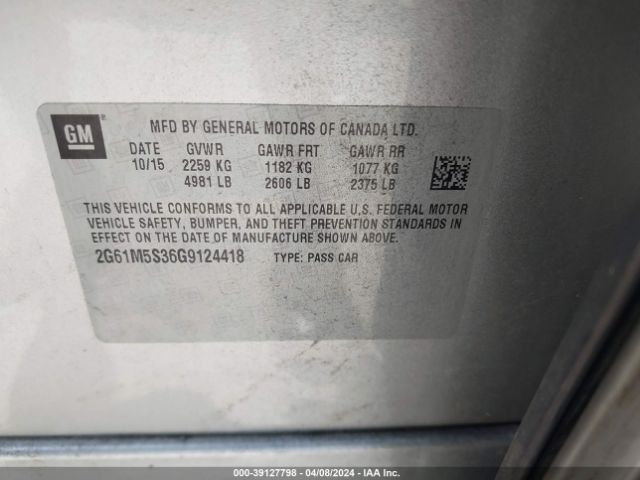 GM
MFD BY GENERAL MOTORS OF CANADA LTD.
DATE GVWR GAWR FRT GAWR RR
10/15 2259 KG 1182 KG 1077 KG
4981 LB 2606 LB 2375 LB
THIS VEHICLE CONFORMS TO ALL APPLICABLE U.S. FEDERAL MOTOR
VEHICLE SAFETY, BUMPER, AND THEFT PREVENTION STANDARDS
IN EFFECT ON THE DATE OF MANUFACTURE SHOWN ABOVE.
2G61M5S36G9124418 TYPE: PASS CAR
000-39127798 - 04/08/2024 - IAA Inc.